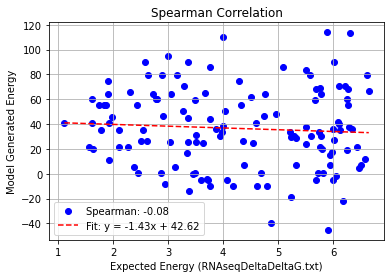 Spearman Correlation
Model Generated Energy
120
100
80
60
40
20
0
−20
−40
Spearman: -0.08
Fit: y = -1.43x + 42.62
1 2 3 4 5 6
Expected Energy (RNAseqDeltaDeltaG.txt)